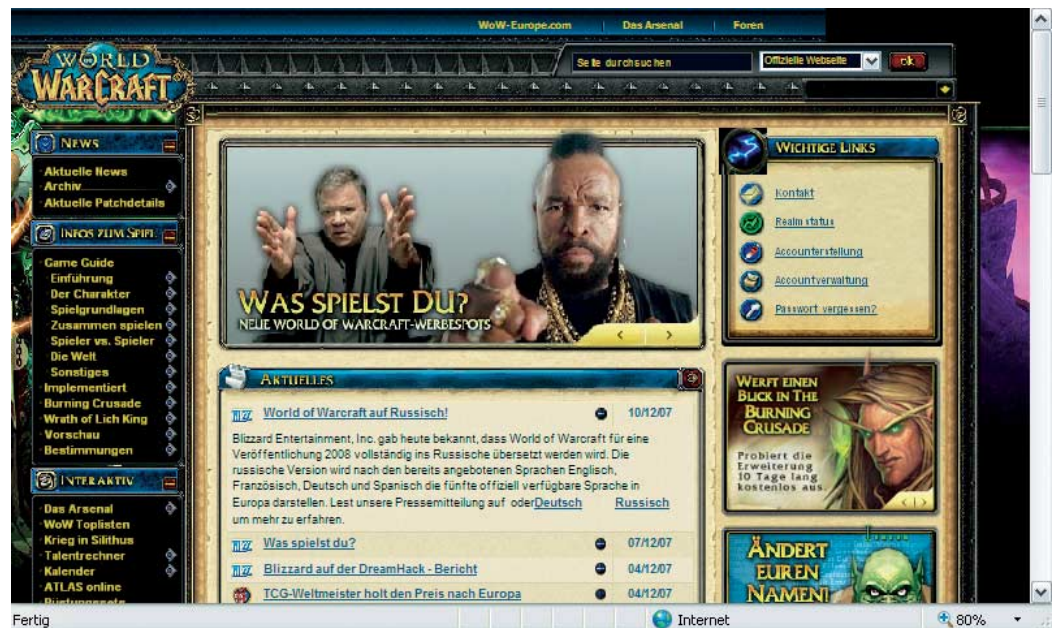 WoW-Europe.com | Das Arsenal | Foren
WORLD
WARCRAFT
Seite durchsuchen
Offizielle Webseite
ok
NEWS
Aktuelle News
Archiv
Aktuelle Patchdetails
INFOS ZUM SPIEL
Game Guide
Einführung
Der Charakter
Spielgrundlagen
Zusammen spielen
Spieler vs. Spieler
Die Welt
Sonstiges
Implementiert
Burning Crusade
Wrath of Lich King
Vorschau
Bestimmungen
INTERAKTIV
Das Arsenal
WoW Toplisten
Krieg in Silithus
Talentrechner
Kalender
ATLAS online
Rüstungssets
WAS SPIELST DU?
NEUE WORLD OF WARCRAFT-WERBESPOTS
< >
AKTUELLES
World of Warcraft auf Russisch! 10/12/07
Blizzard Entertainment, Inc. gab heute bekannt, dass World of Warcraft für eine
Veröffentlichung 2008 vollständig ins Russische übersetzt werden wird. Die
russische Version wird nach den bereits angebotenen Sprachen Englisch,
Französisch, Deutsch und Spanisch die fünfte offiziell verfügbare Sprache in
Europa darstellen. Lest unsere Pressemitteilung auf oderDeutsch Russisch
um mehr zu erfahren.
Was spielst du? 07/12/07
Blizzard auf der DreamHack - Bericht 04/12/07
TCG-Weltmeister holt den Preis nach Europa 04/12/07
WICHTIGE LINKS
Kontakt
Realm status
Accounterstellung
Accountverwaltung
Passwort vergessen?
WERFT EINEN
BLICK IN THE
BURNING
CRUSADE
Probiert die
Erweiterung
10 Tage lang
kostenlos aus.
< | >
ÄNDERT
EUREN
NAMEN!
Fertig
Internet
80%